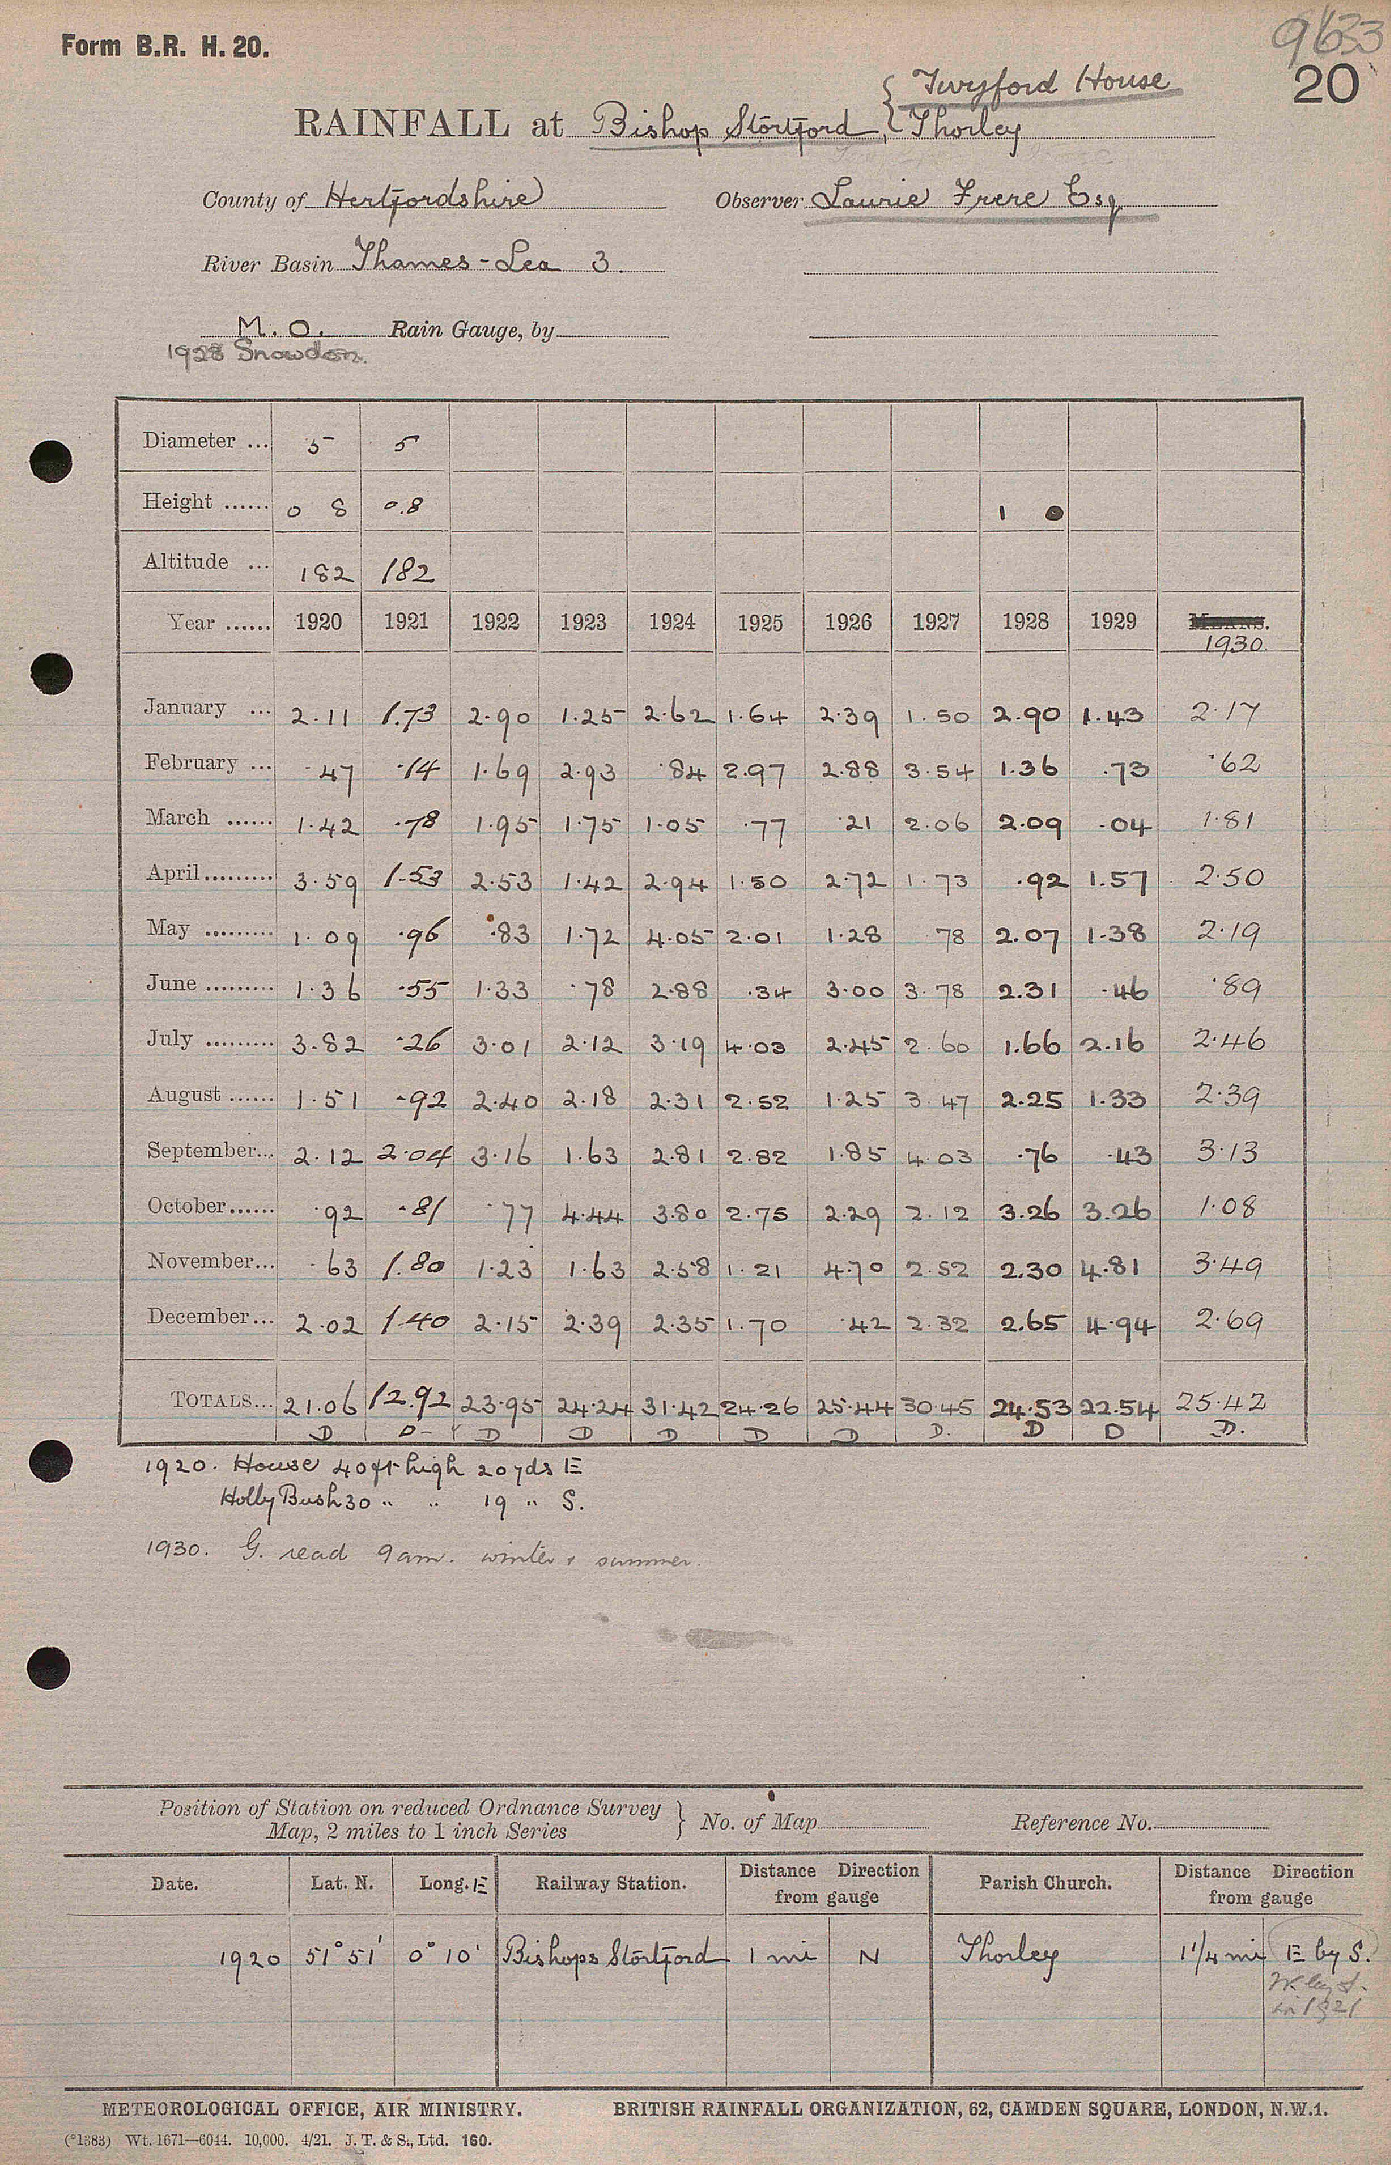 Form B.R. H. 20.
9633
20
Twyford House
RAINFALL at Bishop Stortford, { Thorley
County of Hertfordshire Observer Laurie Frere Esq
River Basin Thames - Lea 3.
M. O. Rain Gauge, by
1928 Snowdon.
Diameter ... 5 5
Height ...... 0 8 0.8 1 0
Altitude ... 182 182
Year ...... 1920 1921 1922 1923 1924 1925 1926 1927 1928 1929 MEANS.
1930.
January ... 2.11 1.73 2.90 1.25 2.62 1.64 2.39 1.50 2.90 1.43 2.17
February ... .47 .14 1.69 2.93 .84 2.97 2.88 3.54 1.36 .73 .62
March ...... 1.42 .78 1.95 1.75 1.05 .77 .21 2.06 2.09 .04 1.81
April ......... 3.59 1.53 2.53 1.42 2.94 1.50 2.72 1.73 .92 1.57 2.50
May ......... 1.09 .96 .83 1.72 4.05 2.01 1.28 .78 2.07 1.38 2.19
June ......... 1.36 .55 1.33 .78 2.88 .34 3.00 3.78 2.31 .46 .89
July ......... 3.82 .26 3.01 2.12 3.19 4.03 2.45 2.60 1.66 2.16 2.46
August ...... 1.51 .92 2.40 2.18 2.31 2.52 1.25 3.47 2.25 1.33 2.39
September... 2.12 2.04 3.16 1.63 2.81 2.82 1.85 4.03 .76 .43 3.13
October...... .92 .81 .77 4.44 3.80 2.75 2.29 2.12 3.26 3.26 1.08
November... .63 1.80 1.23 1.63 2.58 1.21 4.70 2.52 2.30 4.81 3.49
December... 2.02 1.40 2.15 2.39 2.35 1.70 .42 2.32 2.65 4.94 2.69
TOTALS... 21.06 12.92 23.95 24.24 31.42 24.26 25.44 30.45 24.53 22.54 25.42
D D D D D D D D. D D D.
1920. House 40 ft high 20 yds E
Holly Bush 30 " " 19 " S.
1930. G. read 9 am. winter & summer.
Position of Station on reduced Ordnance Survey
Map, 2 miles to 1 inch Series } No. of Map Reference No.
Date. Lat. N. Long. E Railway Station. Distance Direction from gauge Parish Church. Distance Direction from gauge
1920 51° 51' 0° 10' Bishops Stortford 1 mi N Thorley 1 1/4 mi E by S.
in 1921
METEOROLOGICAL OFFICE, AIR MINISTRY. BRITISH RAINFALL ORGANIZATION, 62, CAMDEN SQUARE, LONDON, N.W.1.
(*1383) Wt. 1671—6044. 10,000. 4/21. J. T. & S., Ltd. 160.